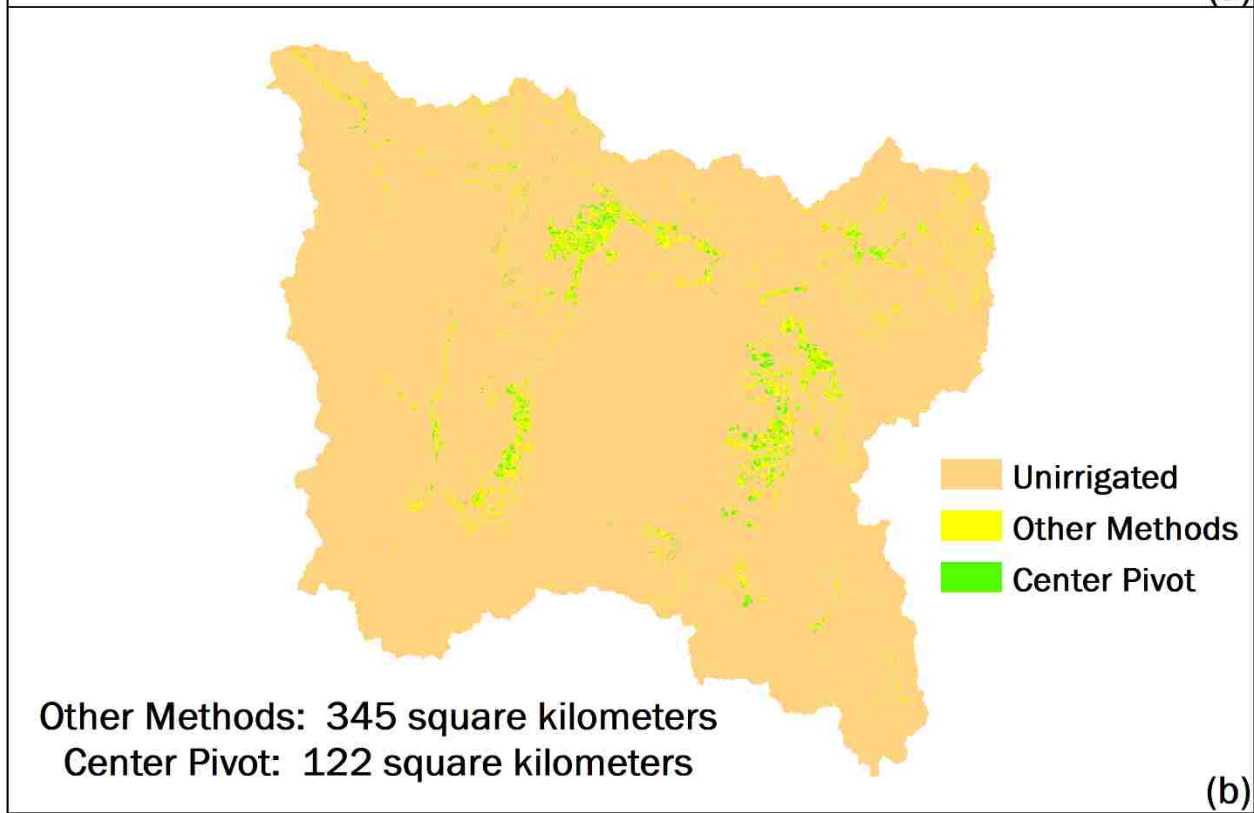 Unirrigated
Other Methods
Center Pivot
Other Methods: 345 square kilometers
Center Pivot: 122 square kilometers
(b)